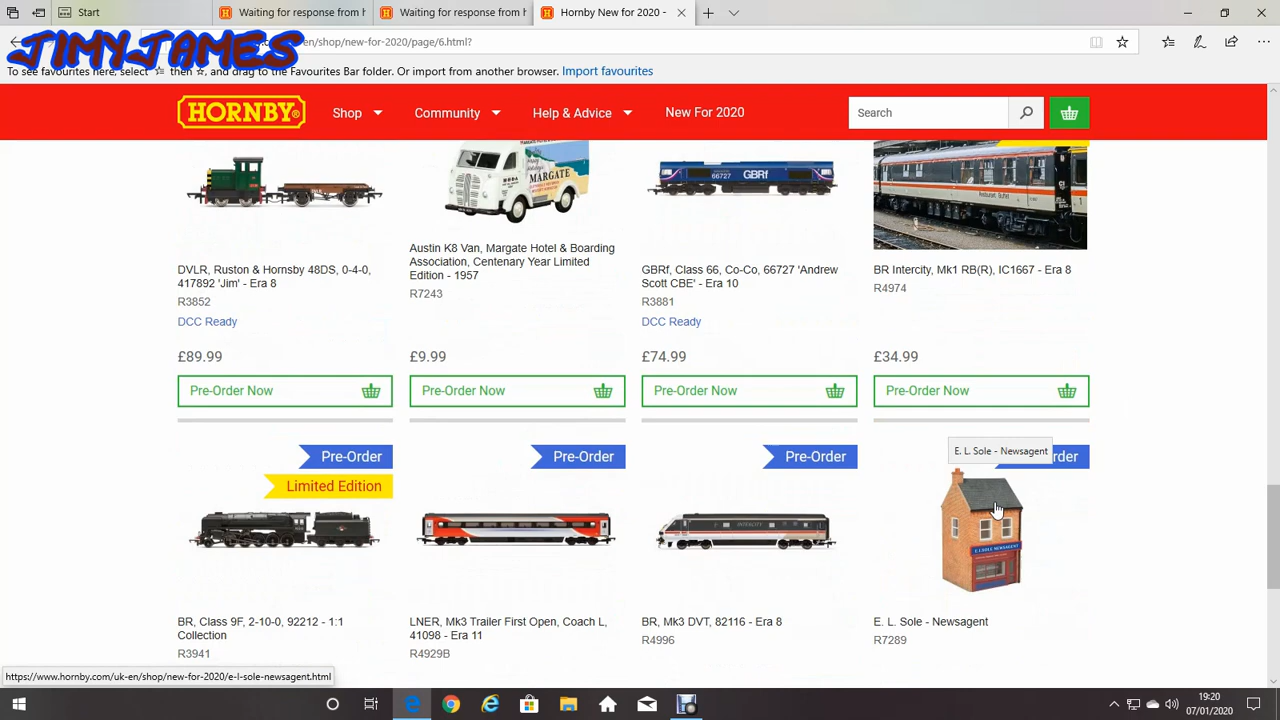 Start
Waiting for response from h
Waiting for response from h
Hornby New for 2020 -
JIMYJAMES
en/shop/new-for-2020/page/6.html?
To see favourites here, select ☆ then ☆, and drag to the Favourites Bar folder. Or import from another browser. Import favourites
HORNBY®
Shop
Community
Help & Advice
New For 2020
Search
MARGATE
66727
GBRf
DVLR, Ruston & Hornsby 48DS, 0-4-0,
417892 'Jim' - Era 8
R3852
DCC Ready
£89.99
Pre-Order Now
Austin K8 Van, Margate Hotel & Boarding
Association, Centenary Year Limited
Edition - 1957
R7243
£9.99
Pre-Order Now
GBRf, Class 66, Co-Co, 66727 'Andrew
Scott CBE' - Era 10
R3881
DCC Ready
£74.99
Pre-Order Now
BR Intercity, Mk1 RB(R), IC1667 - Era 8
R4974
£34.99
Pre-Order Now
Pre-Order
Limited Edition
BR, Class 9F, 2-10-0, 92212 - 1:1
Collection
R3941
Pre-Order
LNER, Mk3 Trailer First Open, Coach L,
41098 - Era 11
R4929B
Pre-Order
INTERCITY
BR, Mk3 DVT, 82116 - Era 8
R4996
E. L. Sole - Newsagent
der
E.L SOLE NEWSAGENT
E. L. Sole - Newsagent
R7289
https://www.hornby.com/uk-en/shop/new-for-2020/e-l-sole-newsagent.html
19:20
07/01/2020